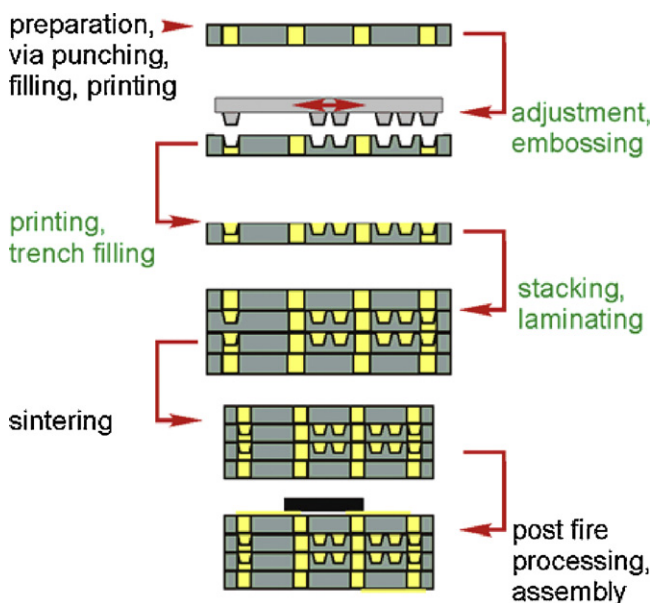 preparation,
via punching,
filling, printing
adjustment,
embossing
printing,
trench filling
stacking,
laminating
sintering
post fire
processing,
assembly